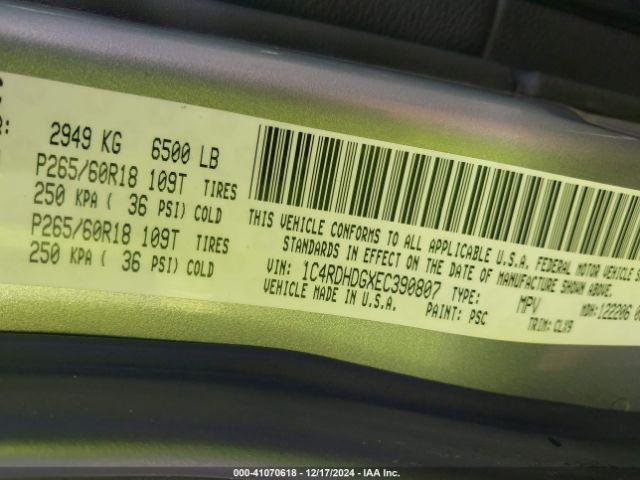 2949 KG 6500 LB
P265/60R18 109T TIRES
250 KPA ( 36 PSI) COLD
P265/60R18 109T TIRES
250 KPA ( 36 PSI) COLD
THIS VEHICLE CONFORMS TO ALL APPLICABLE U.S.A. FEDERAL MOTOR VEHICLE
STANDARDS IN EFFECT ON THE DATE OF MANUFACTURE SHOWN ABOVE.
VIN: 1C4RDHDGXEC390807 TYPE: MPV MDH: 122206
VEHICLE MADE IN U.S.A. PAINT: PSC TRIM: CLX9
000-41070618 - 12/17/2024 - IAA Inc.